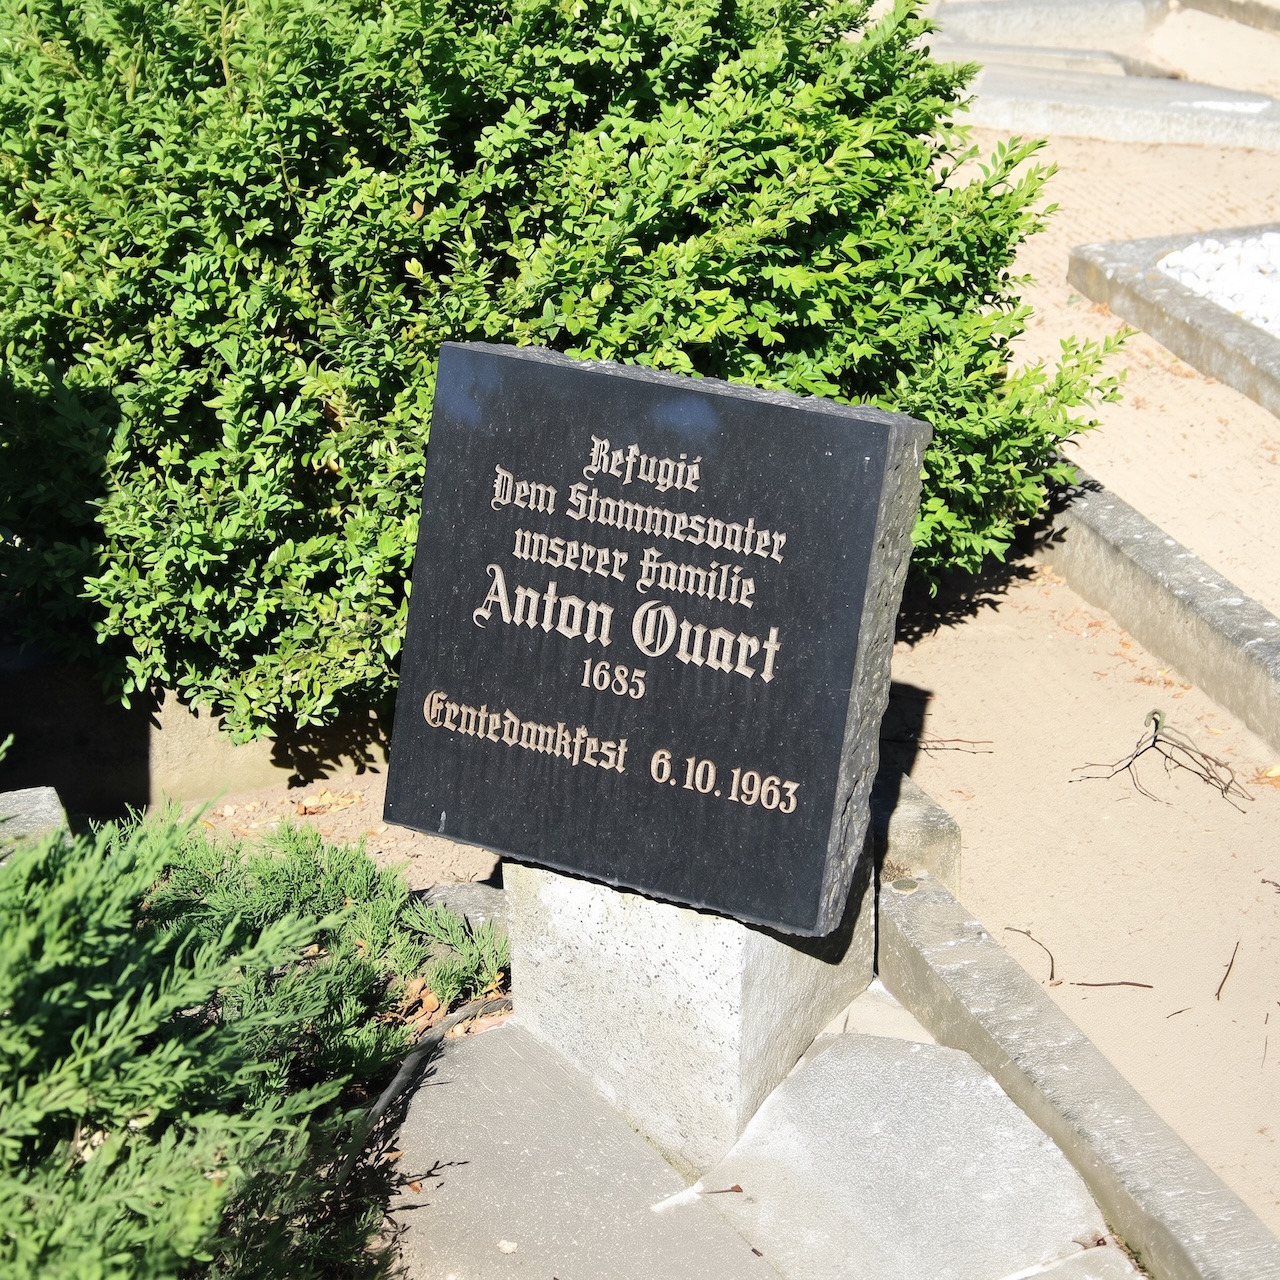 Refugié
Dem Stammesvater
unserer Familie
Anton Quart
1685
Erntedankfest 6.10.1963